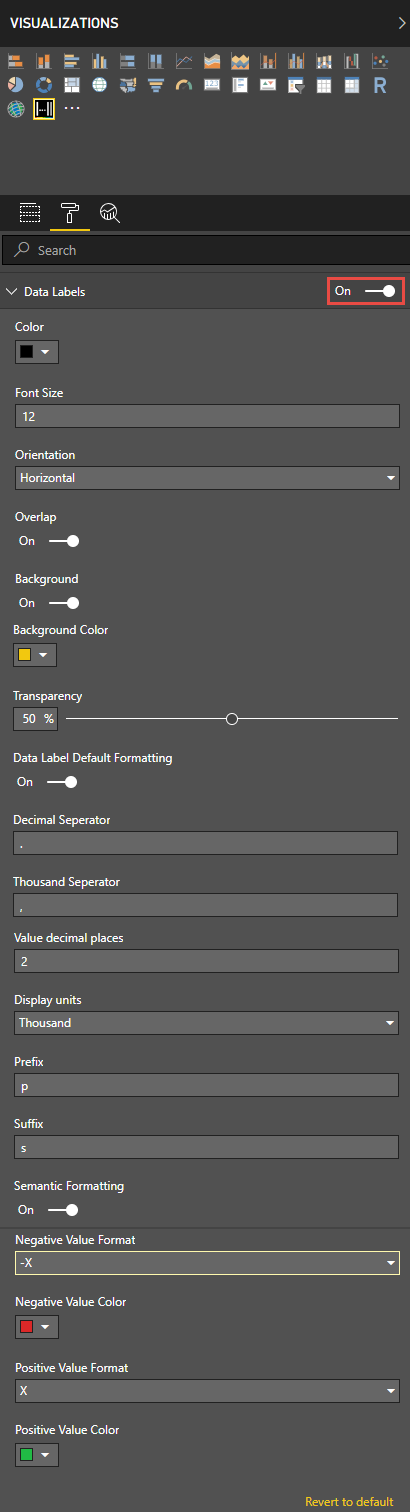 VISUALIZATIONS
123
R
Search
Data Labels On
Color
Font Size
12
Orientation
Horizontal
Overlap
On
Background
On
Background Color
Transparency
50 %
Data Label Default Formatting
On
Decimal Seperator
.
Thousand Seperator
,
Value decimal places
2
Display units
Thousand
Prefix
p
Suffix
s
Semantic Formatting
On
Negative Value Format
-X
Negative Value Color
Positive Value Format
X
Positive Value Color
Revert to default